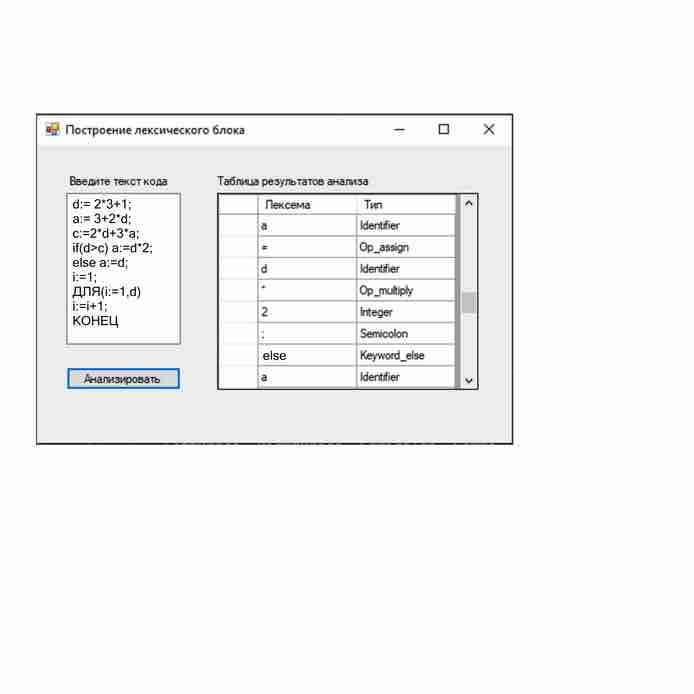 Построение лексического блока
Введите текст кода
d:= 2*3+1;
a:= 3+2*d;
c:=2*d+3*a;
if(d>c) a:=d*2;
else a:=d;
i:=1;
ДЛЯ(i:=1,d)
i:=i+1;
КОНЕЦ
Анализировать
Таблица результатов анализа
Лексема Тип
a Identifier
= Op_assign
d Identifier
* Op_multiply
2 Integer
; Semicolon
else Keyword_else
a Identifier